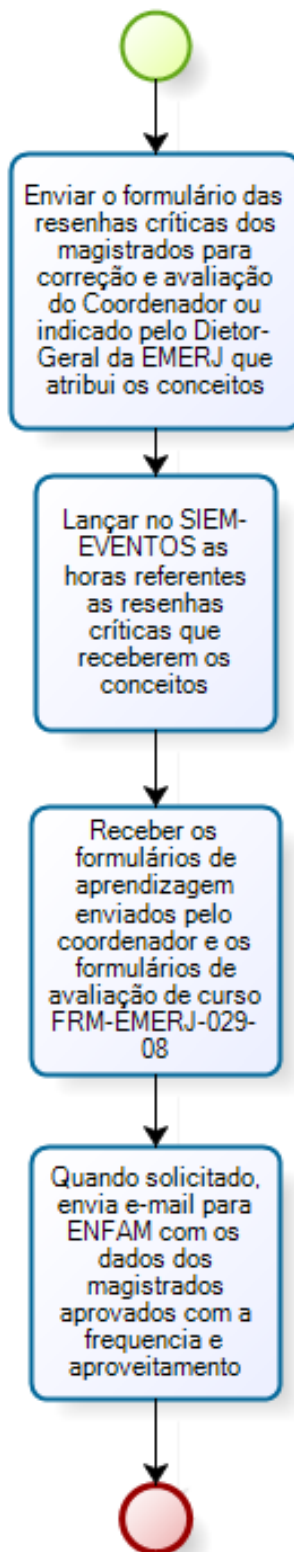 Enviar o formulário das
resenhas críticas dos
magistrados para
correção e avaliação
do Coordenador ou
indicado pelo Dietor-
Geral da EMERJ que
atribui os conceitos
Lançar no SIEM-
EVENTOS as
horas referentes
as resenhas
críticas que
receberem os
conceitos
Receber os
formulários de
aprendizagem
enviados pelo
coordenador e os
formulários de
avaliação de curso
FRM-EMERJ-029-
08
Quando solicitado,
envia e-mail para
ENFAM com os
dados dos
magistrados
aprovados com a
frequencia e
aproveitamento